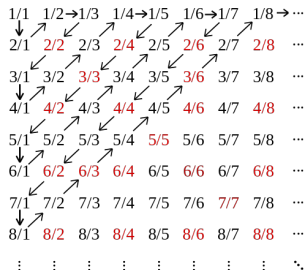 1/1 1/2 1/3 1/4 1/5 1/6 1/7 1/8 ···
2/1 2/2 2/3 2/4 2/5 2/6 2/7 2/8 ···
3/1 3/2 3/3 3/4 3/5 3/6 3/7 3/8 ···
4/1 4/2 4/3 4/4 4/5 4/6 4/7 4/8 ···
5/1 5/2 5/3 5/4 5/5 5/6 5/7 5/8 ···
6/1 6/2 6/3 6/4 6/5 6/6 6/7 6/8 ···
7/1 7/2 7/3 7/4 7/5 7/6 7/7 7/8 ···
8/1 8/2 8/3 8/4 8/5 8/6 8/7 8/8 ···
⋮ ⋮ ⋮ ⋮ ⋮ ⋮ ⋮ ⋮ ⋱